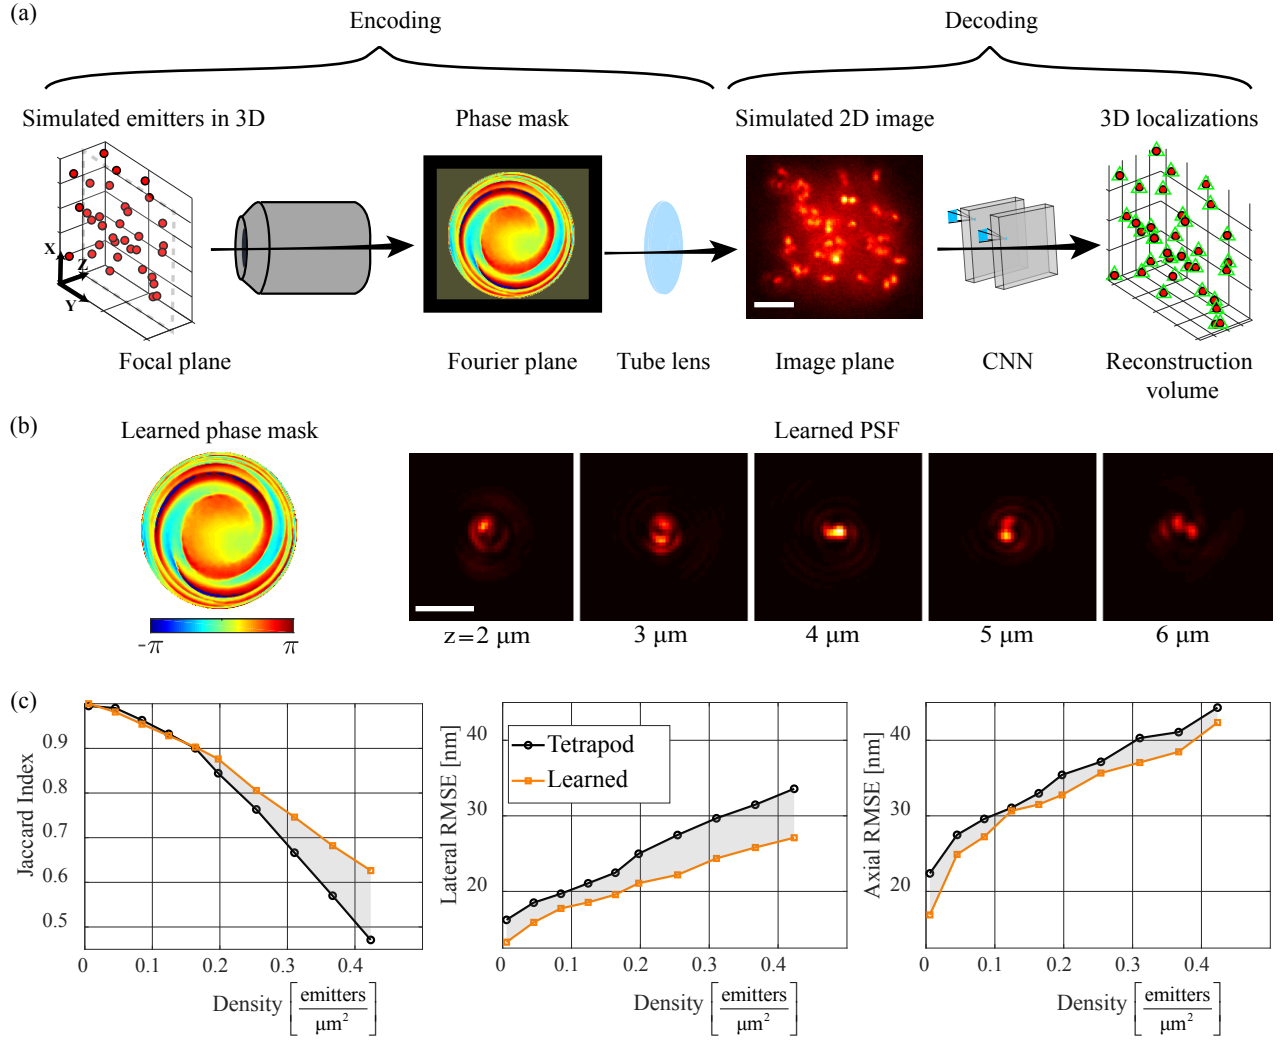 (a)
Encoding
Decoding
Simulated emitters in 3D
Phase mask
Simulated 2D image
3D localizations
X
Z
Y
Focal plane
Fourier plane
Tube lens
Image plane
CNN
Reconstruction
volume
(b)
Learned phase mask
Learned PSF
-π
π
z=2 μm
3 μm
4 μm
5 μm
6 μm
(c)
Jaccard Index
0.9
0.8
0.7
0.6
0.5
0
0.1
0.2
0.3
0.4
Density [emitters
μm²]
Lateral RMSE [nm]
40
30
20
Tetrapod
Learned
0
0.1
0.2
0.3
0.4
Density [emitters
μm²]
Axial RMSE [nm]
40
30
20
0
0.1
0.2
0.3
0.4
Density [emitters
μm²]